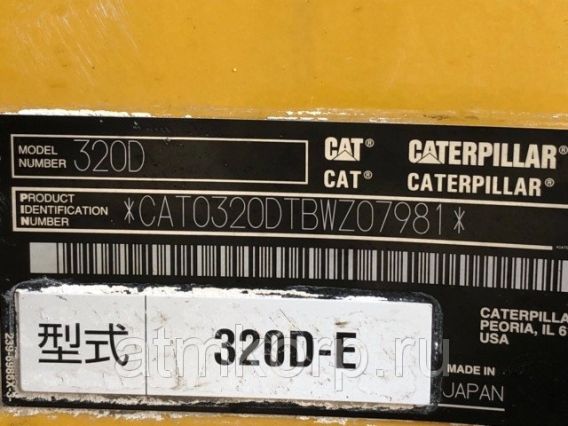 MODEL NUMBER 320D
CAT® CATERPILLAR®
CAT® CATERPILLAR®
PRODUCT IDENTIFICATION NUMBER *CAT0320DTBWZ07981*
CATERPILLA
PEORIA, IL 6
USA
型式 320D-E
MADE IN
JAPAN
atmkorp.ru